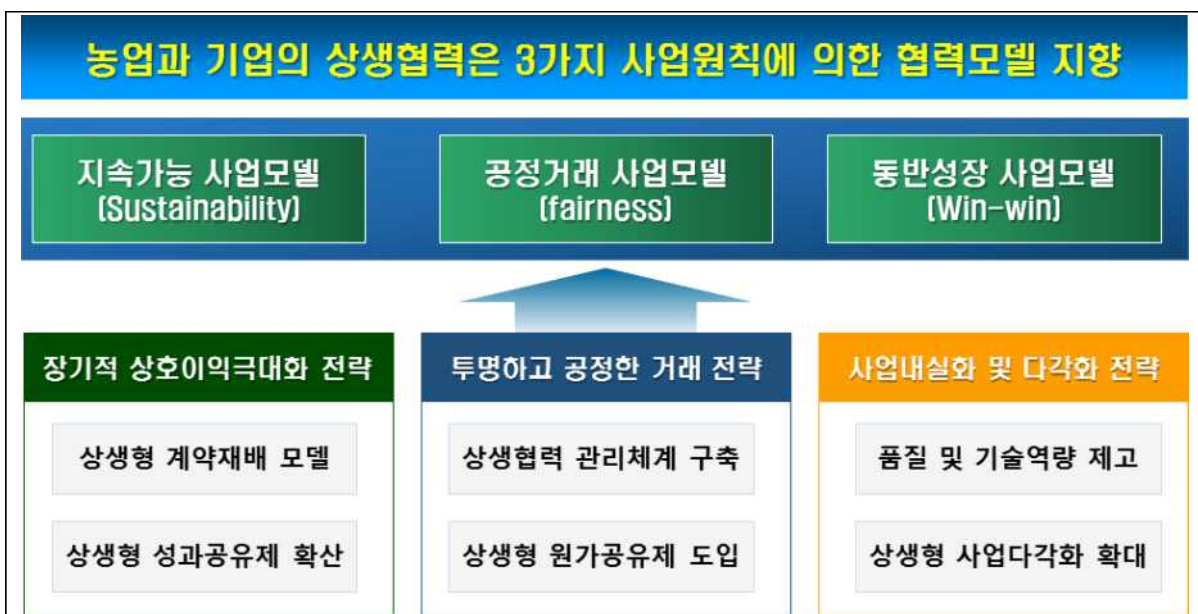 농업과 기업의 상생협력은 3가지 사업원칙에 의한 협력모델 지향
지속가능 사업모델
(Sustainability)
공정거래 사업모델
(fairness)
동반성장 사업모델
(Win-win)
장기적 상호이익극대화 전략
상생형 계약재배 모델
상생형 성과공유제 확산
투명하고 공정한 거래 전략
상생협력 관리체계 구축
상생형 원가공유제 도입
사업내실화 및 다각화 전략
품질 및 기술역량 제고
상생형 사업다각화 확대